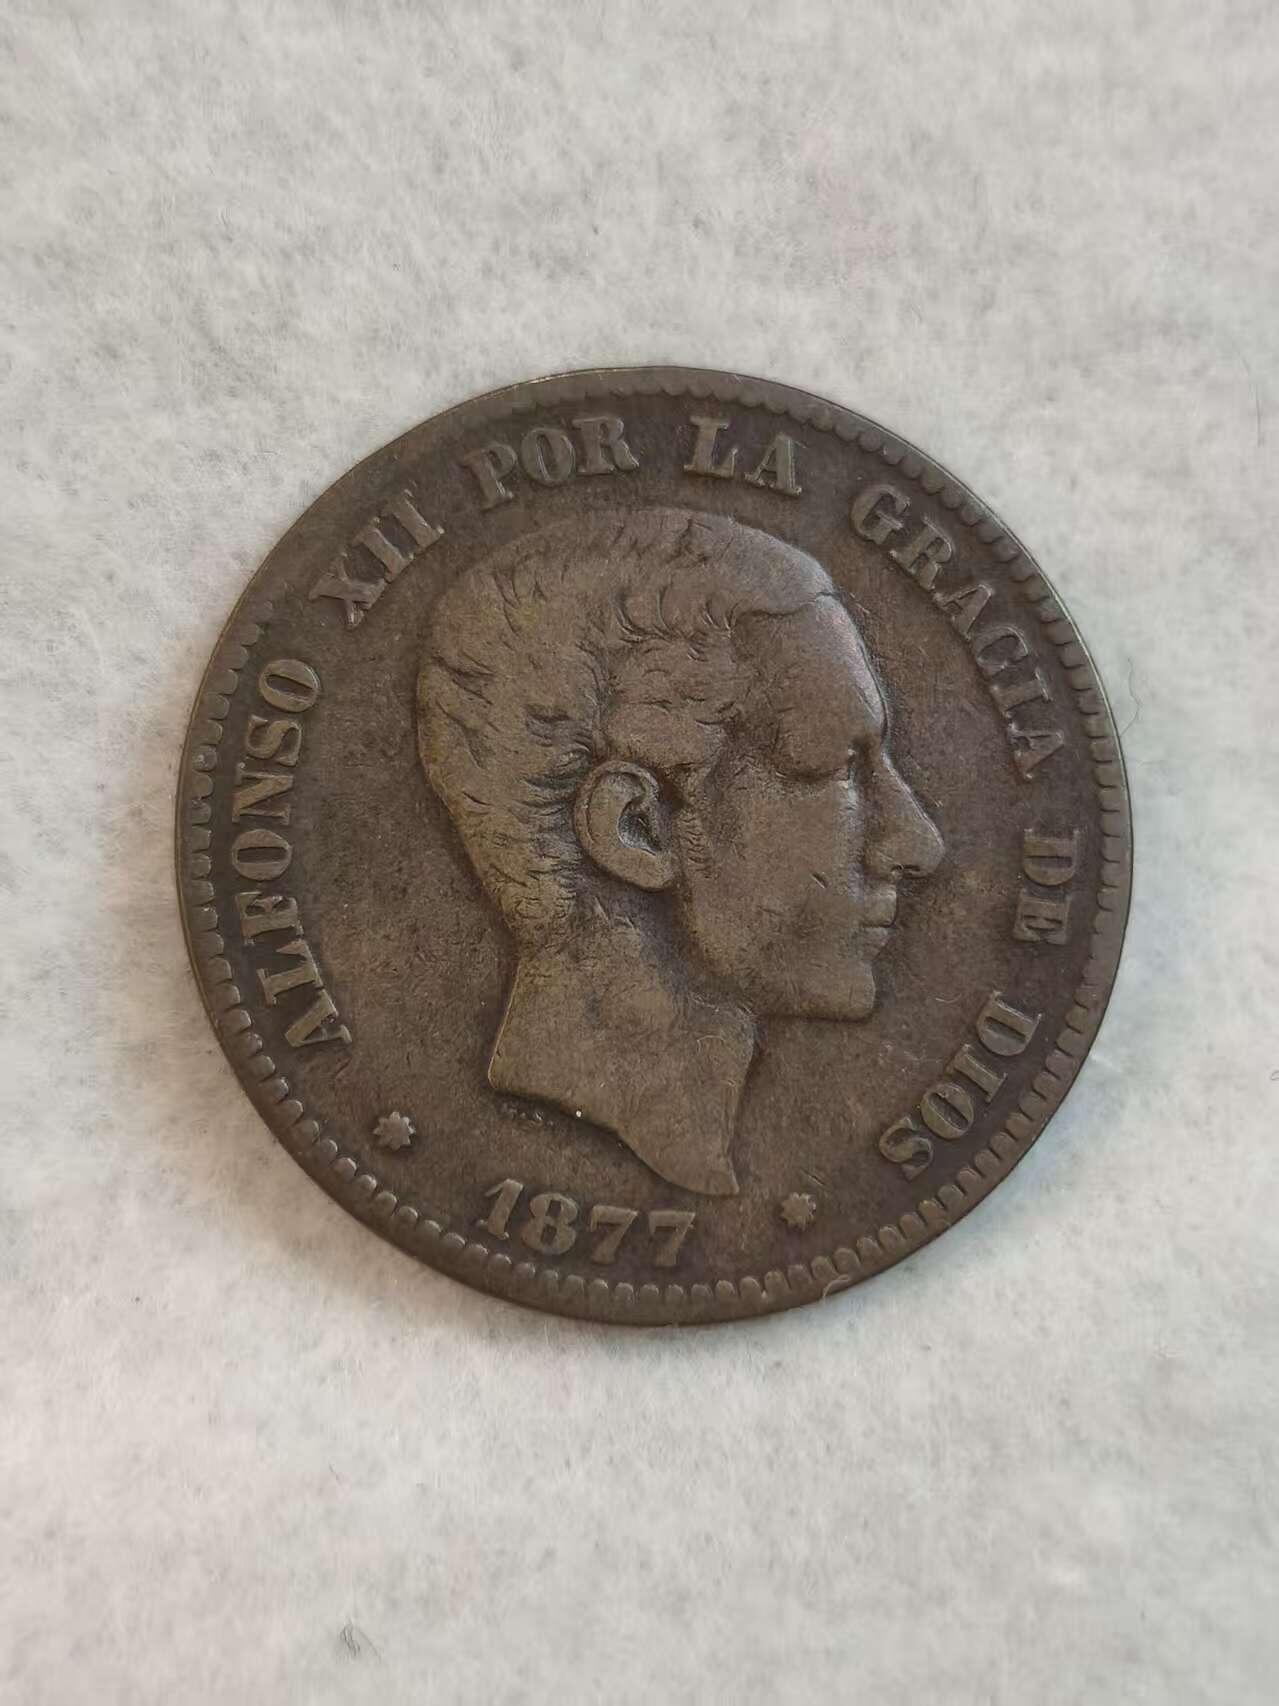 ALFONSO XII POR LA GRACIA DE DIOS
1877